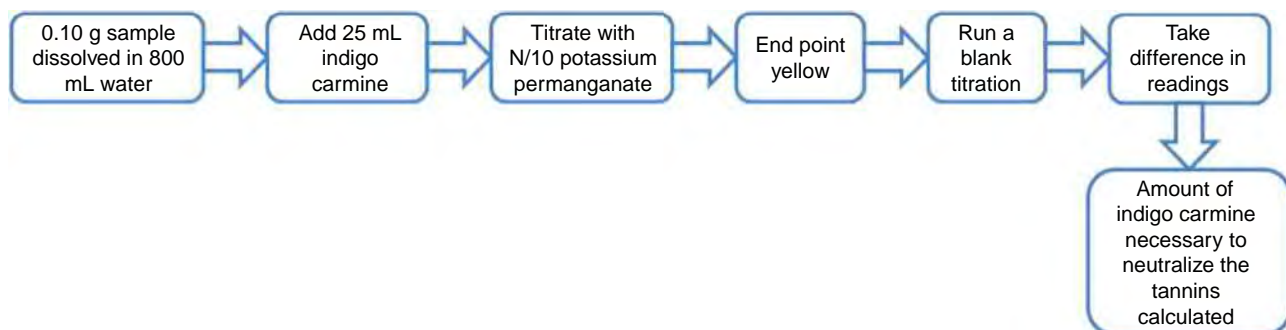 0.10 g sample
dissolved in 800
mL water
Add 25 mL
indigo
carmine
Titrate with
N/10 potassium
permanganate
End point
yellow
Run a
blank
titration
Take
difference in
readings
Amount of
indigo carmine
necessary to
neutralize the
tannins
calculated